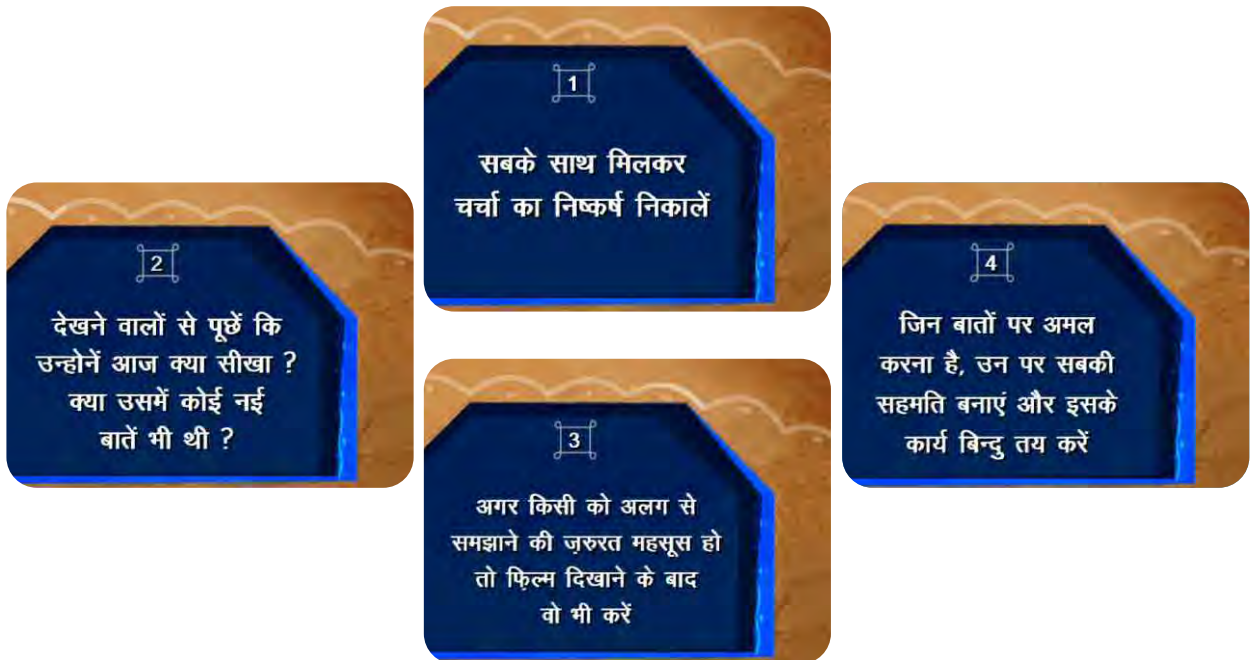 1
सबके साथ मिलकर
चर्चा का निष्कर्ष निकालें
2
देखने वालों से पूछें कि
उन्होनें आज क्या सीखा ?
क्या उसमें कोई नई
बातें भी थी ?
3
अगर किसी को अलग से
समझाने की ज़रुरत महसूस हो
तो फ़िल्म दिखाने के बाद
वो भी करें
4
जिन बातों पर अमल
करना है, उन पर सबकी
सहमति बनाएं और इसके
कार्य बिन्दु तय करें